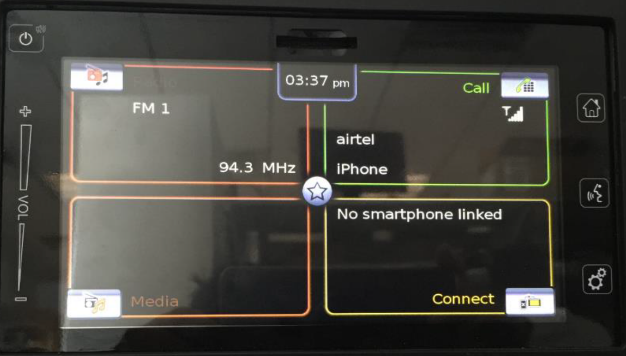 03:37 pm
Call
FM 1
airtel
94.3 MHz
iPhone
No smartphone linked
Media
Connect
VOL